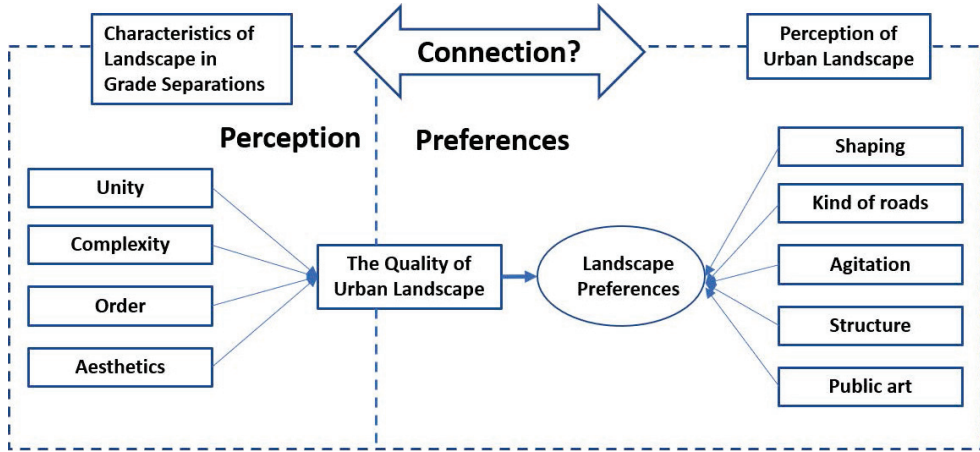 Characteristics of
Landscape in
Grade Separations
Connection?
Perception of
Urban Landscape
Perception
Preferences
Unity
Complexity
Order
Aesthetics
The Quality of
Urban Landscape
Landscape
Preferences
Shaping
Kind of roads
Agitation
Structure
Public art